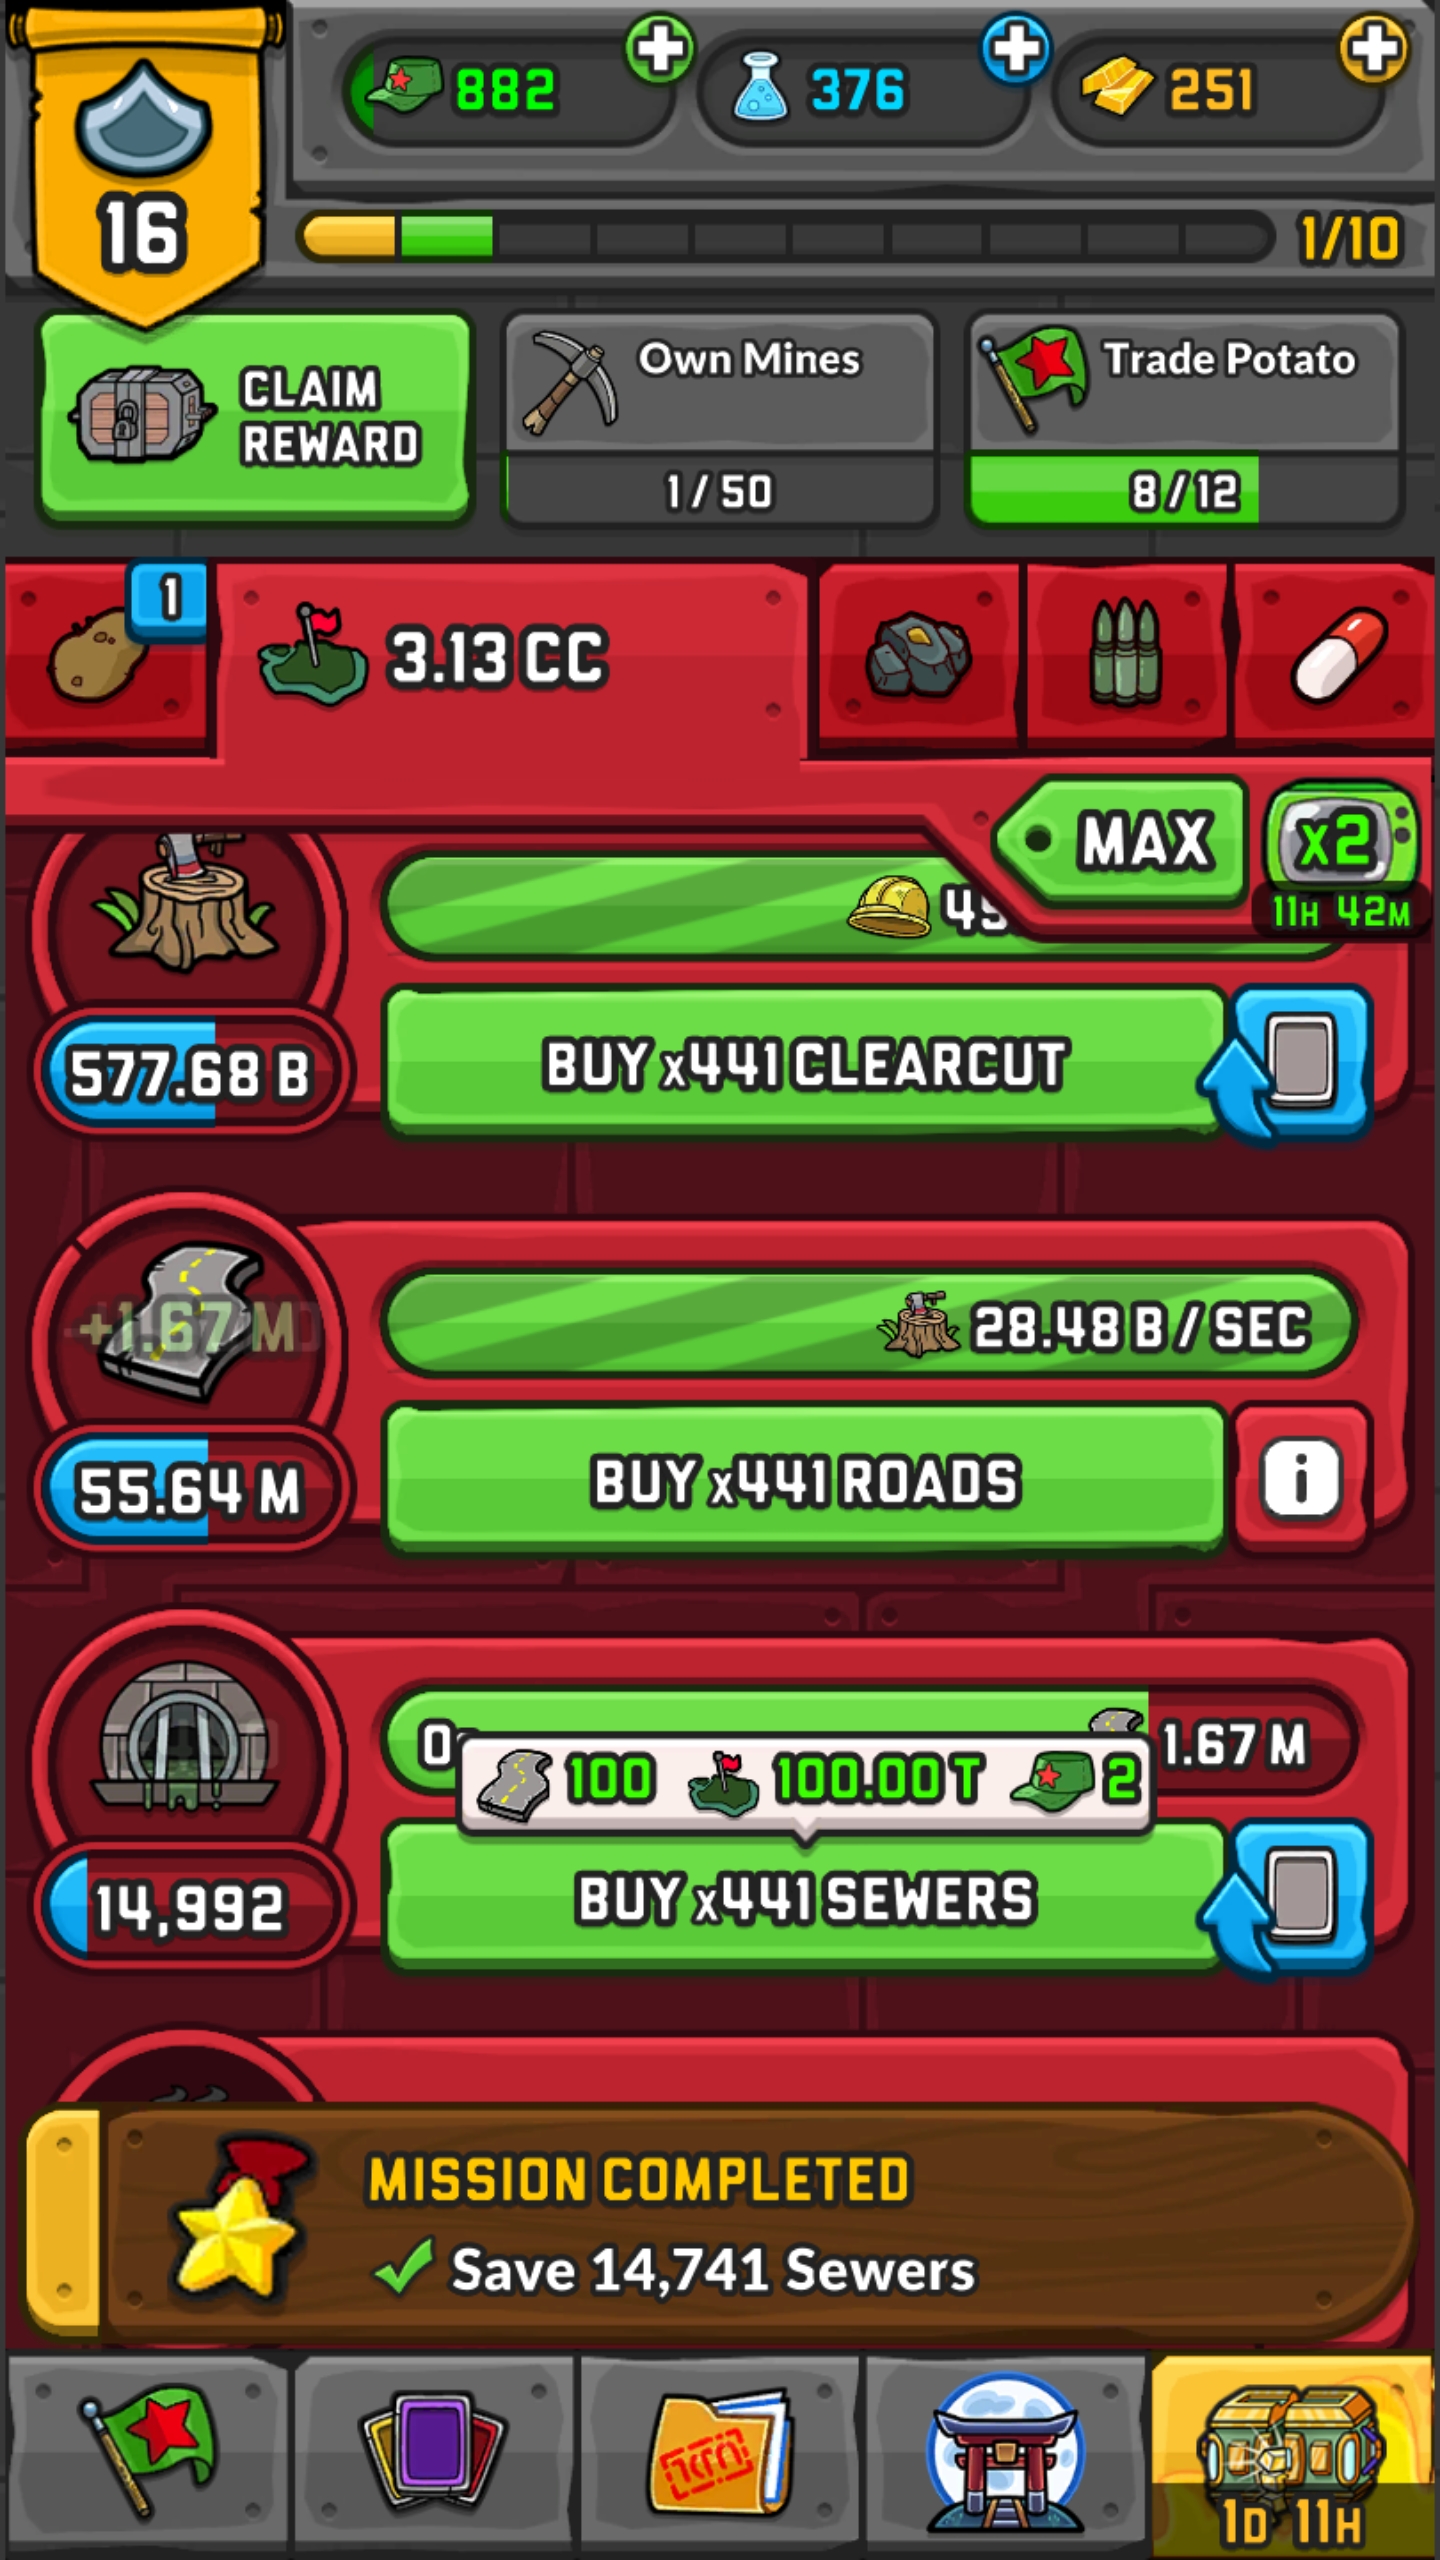 882
376
251
16
1/10
CLAIM
REWARD
Own Mines
1 / 50
Trade Potato
8 / 12
1
3.13 CC
MAX
x2
11H 42M
577.68 B
BUY x441 CLEARCUT
+1.67 M
28.48 B / SEC
55.64 M
BUY x441 ROADS
i
1.67 M
100
100.00 T
2
14,992
BUY x441 SEWERS
MISSION COMPLETED
Save 14,741 Sewers
1D 11H